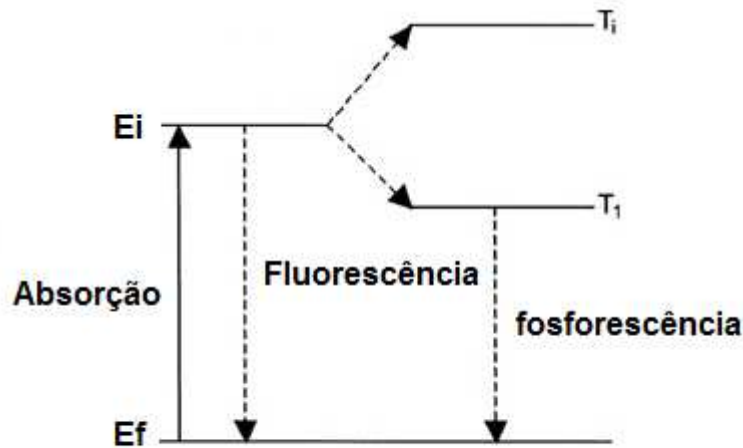 Ti
Ei
T1
Fluorescência
Absorção
fosforescência
Ef